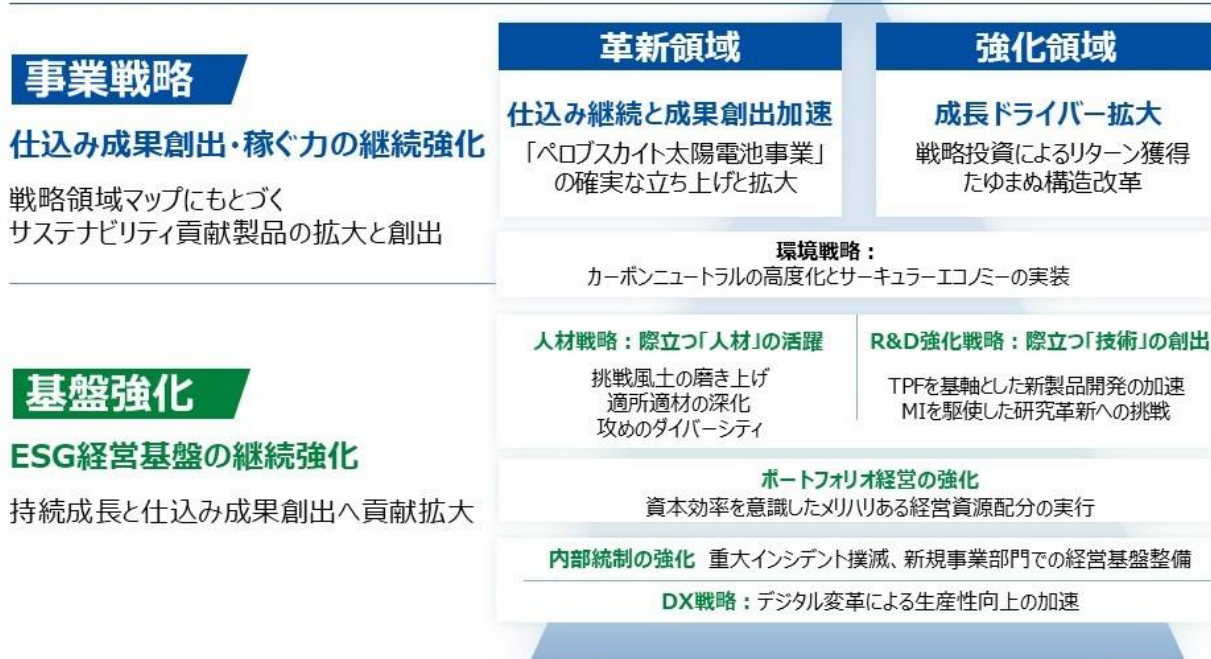 事業戦略
仕込み成果創出・稼ぐ力の継続強化
戦略領域マップにもとづく
サステナビリティ貢献製品の拡大と創出
革新領域
仕込み継続と成果創出加速
「ペロブスカイト太陽電池事業」
の確実な立ち上げと拡大
強化領域
成長ドライバー拡大
戦略投資によるリターン獲得
たゆまぬ構造改革
環境戦略：
カーボンニュートラルの高度化とサーキュラーエコノミーの実装
基盤強化
ESG経営基盤の継続強化
持続成長と仕込み成果創出へ貢献拡大
人材戦略：際立つ「人材」の活躍
挑戦風土の磨き上げ
適所適材の深化
攻めのダイバーシティ
R&D強化戦略：際立つ「技術」の創出
TPFを基軸とした新製品開発の加速
MIを駆使した研究革新への挑戦
ポートフォリオ経営の強化
資本効率を意識したメリハリある経営資源配分の実行
内部統制の強化 重大インシデント撲滅、新規事業部門での経営基盤整備
DX戦略：デジタル変革による生産性向上の加速